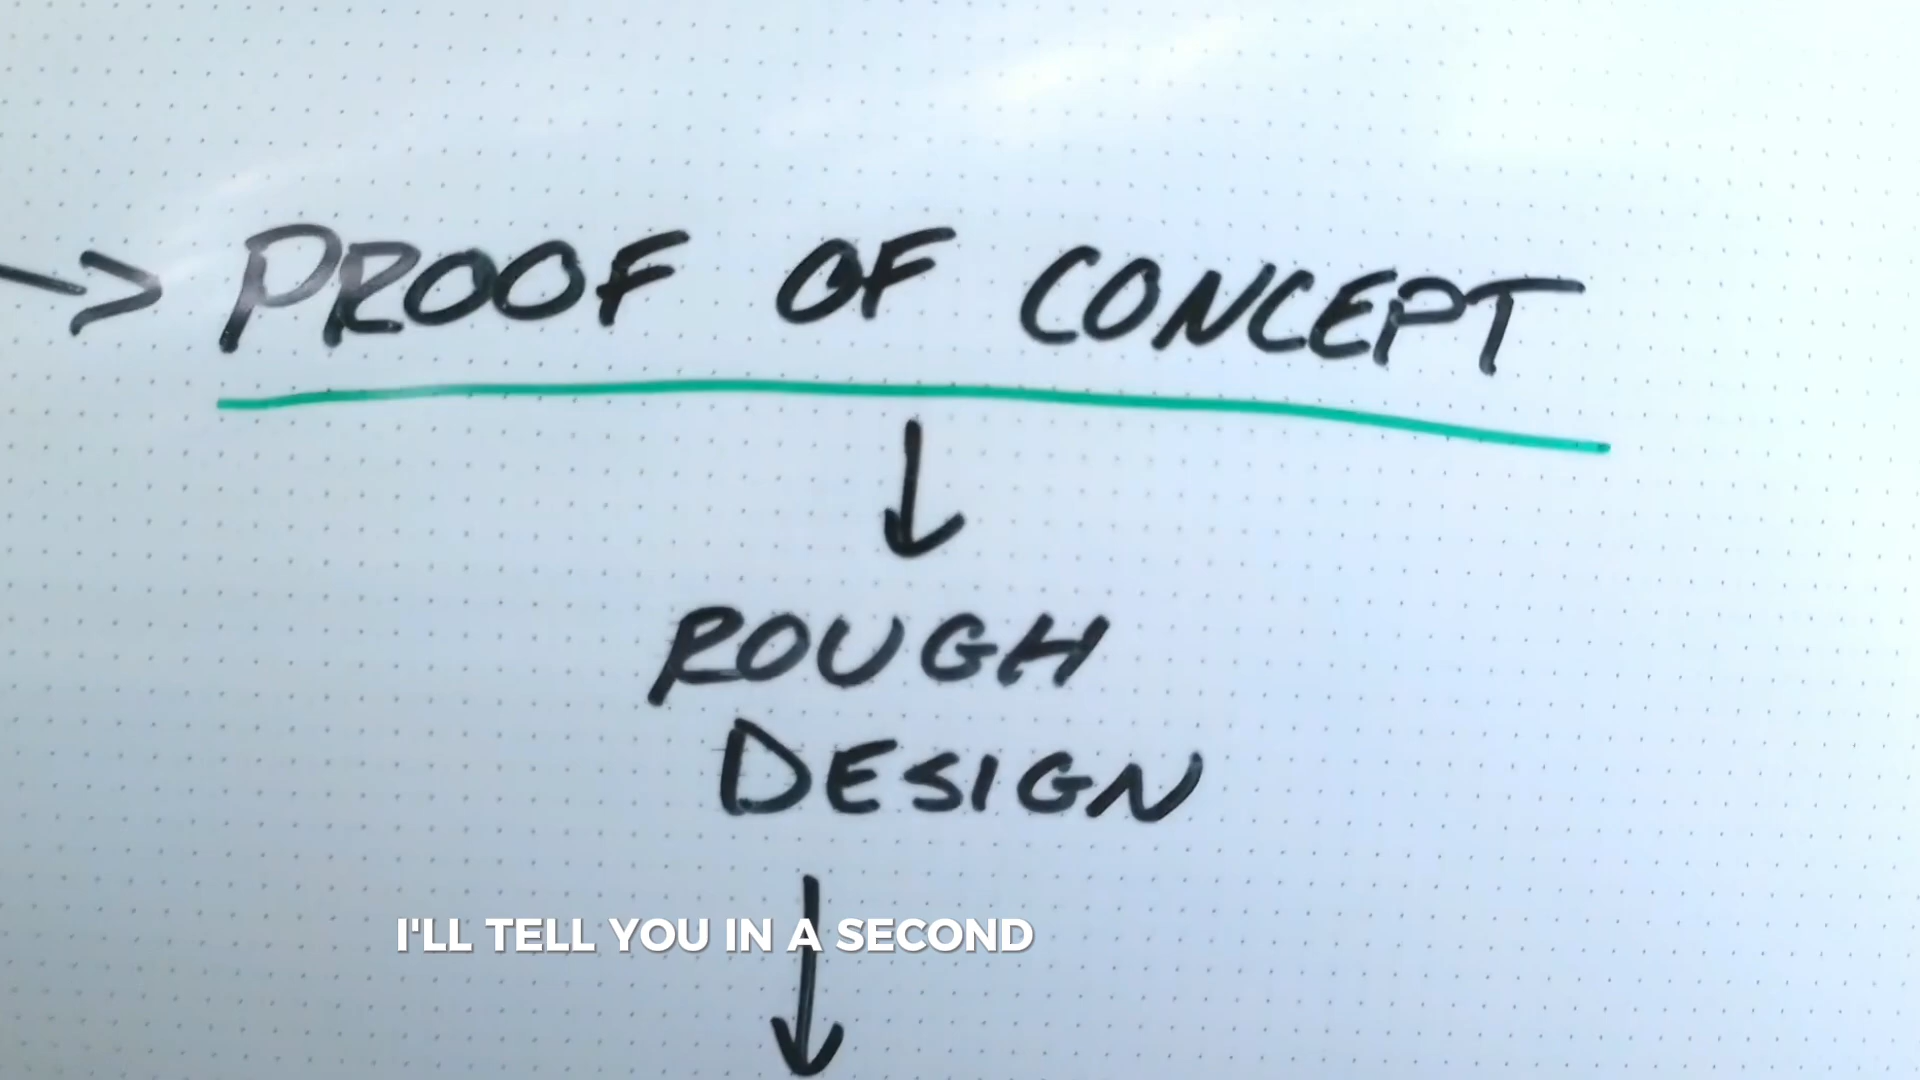 PROOF OF CONCEPT
ROUGH
DESIGN
I'LL TELL YOU IN A SECOND